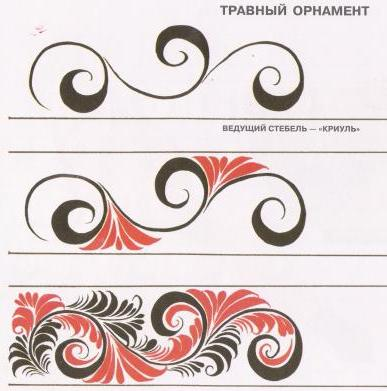 ТРАВНЫЙ ОРНАМЕНТ
ВЕДУЩИЙ СТЕБЕЛЬ — «КРИУЛЬ»